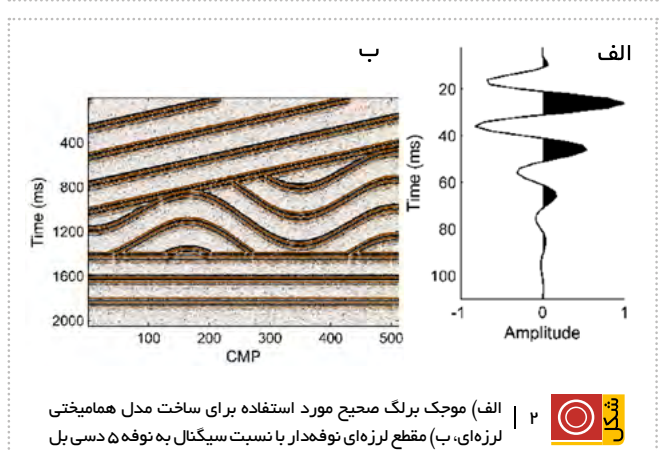 ب
الف
Time (ms)
400
800
1200
1600
2000
100
200
300
400
500
CMP
Time (ms)
20
40
60
80
100
-1
0
1
Amplitude
شکل
۲
الف) موجک برلگ صحیح مورد استفاده برای ساخت مدل همامیختی
لرزه‌ای، ب) مقطع لرزه‌ای نوفه‌دار با نسبت سیگنال به نوفه ۵ دسی بل